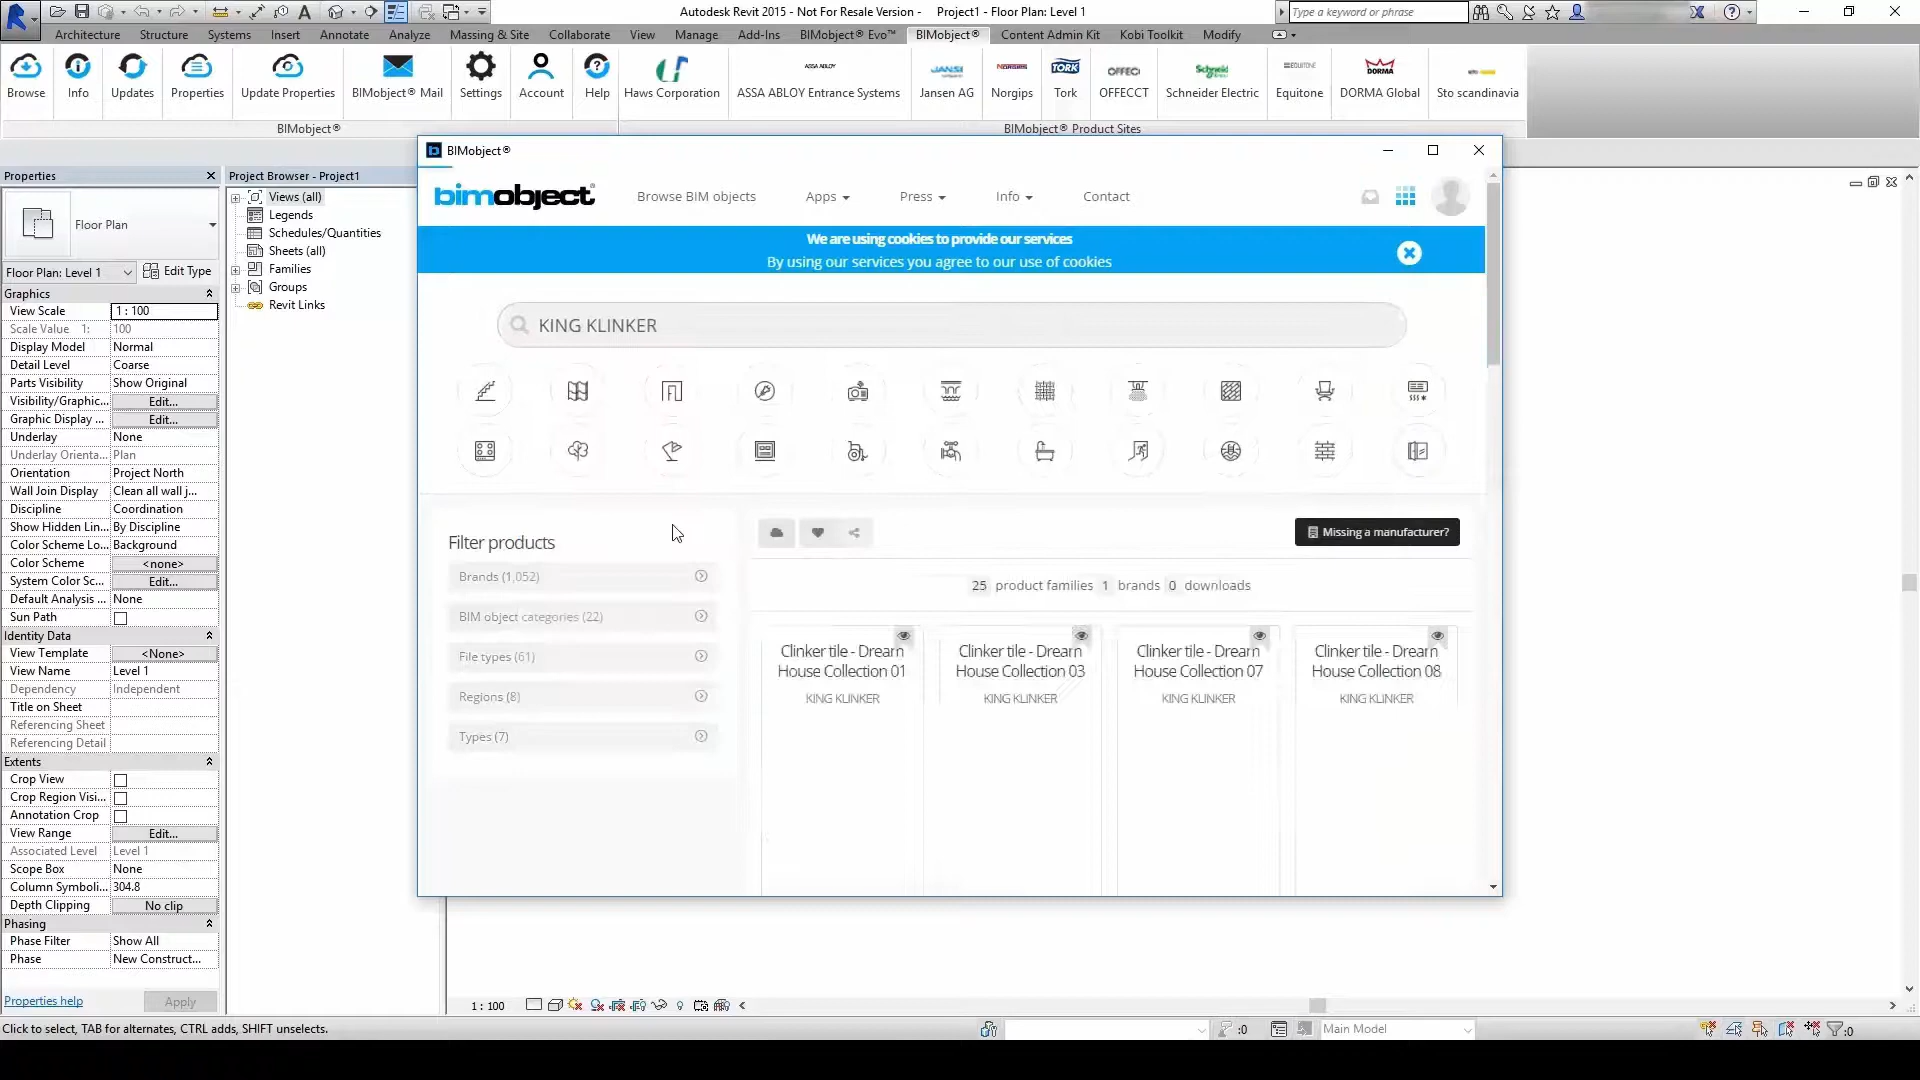 Autodesk Revit 2015 - Not For Resale Version - Project1 - Floor Plan: Level 1
Type a keyword or phrase
Architecture Structure Systems Insert Annotate Analyze Massing & Site Collaborate View Manage Add-Ins BIMobject® Evo™ BIMobject® Content Admin Kit Kobi Toolkit Modify
JANSEN NORGIPS TORK OFFECCT Schneider EQUITONE DORMA
ASSA ABLOY
Browse Info Updates Properties Update Properties BIMobject® Mail Settings Account Help Haws Corporation ASSA ABLOY Entrance Systems Jansen AG Norgips Tork OFFECCT Schneider Electric Equitone DORMA Global Sto scandinavia
BIMobject® BIMobject® Product Sites
Properties
Floor Plan
Floor Plan: Level 1 Edit Type
Graphics
View Scale 1 : 100
Scale Value 1: 100
Display Model Normal
Detail Level Coarse
Parts Visibility Show Original
Visibility/Graphic... Edit...
Graphic Display ... Edit...
Underlay None
Underlay Orienta... Plan
Orientation Project North
Wall Join Display Clean all wall j...
Discipline Coordination
Show Hidden Lin... By Discipline
Color Scheme Lo... Background
Color Scheme <none>
System Color Sc... Edit...
Default Analysis ... None
Sun Path
Identity Data
View Template <None>
View Name Level 1
Dependency Independent
Title on Sheet
Referencing Sheet
Referencing Detail
Extents
Crop View
Crop Region Visi...
Annotation Crop
View Range Edit...
Associated Level Level 1
Scope Box None
Column Symboli... 304.8
Depth Clipping No clip
Phasing
Phase Filter Show All
Phase New Construct...
Properties help Apply
Project Browser - Project1
Views (all)
Legends
Schedules/Quantities
Sheets (all)
Families
Groups
Revit Links
BIMobject®
bimobject® Browse BIM objects Apps Press Info Contact
We are using cookies to provide our services
By using our services you agree to our use of cookies
KING KLINKER
Filter products
Brands (1,052)
BIM object categories (22)
File types (61)
Regions (8)
Types (7)
Missing a manufacturer?
25 product families 1 brands 0 downloads
Clinker tile - Dream
House Collection 01
KING KLINKER
Clinker tile - Dream
House Collection 03
KING KLINKER
Clinker tile - Dream
House Collection 07
KING KLINKER
Clinker tile - Dream
House Collection 08
KING KLINKER
1 : 100
Click to select, TAB for alternates, CTRL adds, SHIFT unselects.
:0 Main Model :0